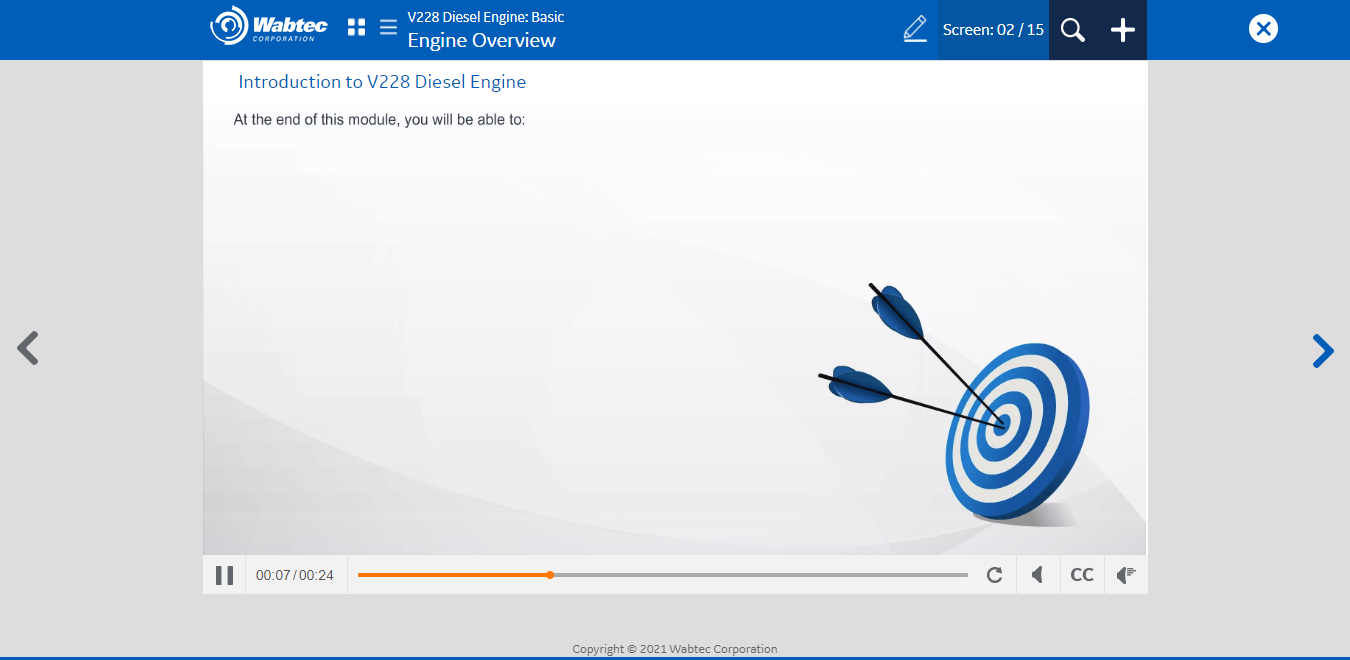 Wabtec
CORPORATION
V228 Diesel Engine: Basic
Engine Overview
Screen: 02 / 15
Introduction to V228 Diesel Engine
At the end of this module, you will be able to:
00:07/00:24
CC
Copyright © 2021 Wabtec Corporation